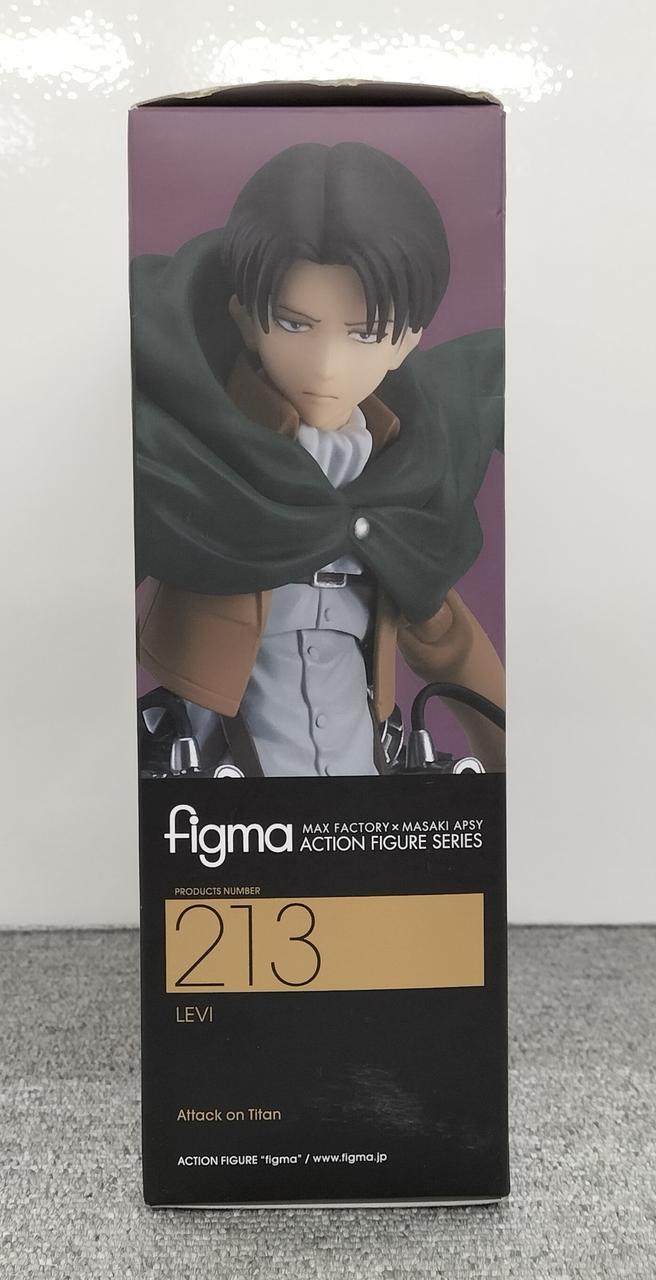 figma
MAX FACTORY × MASAKI APSY
ACTION FIGURE SERIES
PRODUCTS NUMBER
213
LEVI
Attack on Titan
ACTION FIGURE “figma” / www.figma.jp